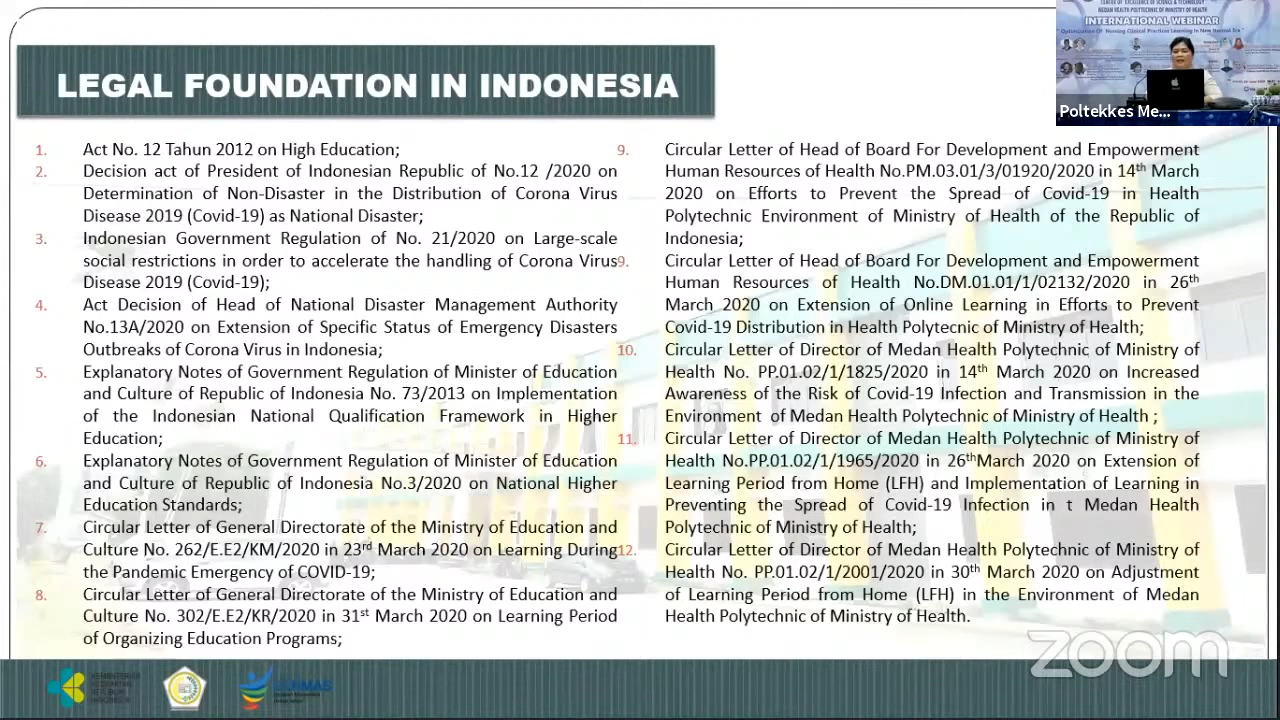 LEGAL FOUNDATION IN INDONESIA
1. Act No. 12 Tahun 2012 on High Education;
2. Decision act of President of Indonesian Republic of No.12 /2020 on
Determination of Non-Disaster in the Distribution of Corona Virus
Disease 2019 (Covid-19) as National Disaster;
3. Indonesian Government Regulation of No. 21/2020 on Large-scale
social restrictions in order to accelerate the handling of Corona Virus
Disease 2019 (Covid-19);
4. Act Decision of Head of National Disaster Management Authority
No.13A/2020 on Extension of Specific Status of Emergency Disasters
Outbreaks of Corona Virus in Indonesia;
5. Explanatory Notes of Government Regulation of Minister of Education
and Culture of Republic of Indonesia No. 73/2013 on Implementation
of the Indonesian National Qualification Framework in Higher
Education;
6. Explanatory Notes of Government Regulation of Minister of Education
and Culture of Republic of Indonesia No.3/2020 on National Higher
Education Standards;
7. Circular Letter of General Directorate of the Ministry of Education and
Culture No. 262/E.E2/KM/2020 in 23rd March 2020 on Learning During
the Pandemic Emergency of COVID-19;
8. Circular Letter of General Directorate of the Ministry of Education and
Culture No. 302/E.E2/KR/2020 in 31st March 2020 on Learning Period
of Organizing Education Programs;
9. Circular Letter of Head of Board For Development and Empowerment
Human Resources of Health No.PM.03.01/3/01920/2020 in 14th March
2020 on Efforts to Prevent the Spread of Covid-19 in Health
Polytechnic Environment of Ministry of Health of the Republic of
Indonesia;
9. Circular Letter of Head of Board For Development and Empowerment
Human Resources of Health No.DM.01.01/1/02132/2020 in 26th
March 2020 on Extension of Online Learning in Efforts to Prevent
Covid-19 Distribution in Health Polytecnic of Ministry of Health;
10. Circular Letter of Director of Medan Health Polytechnic of Ministry of
Health No. PP.01.02/1/1825/2020 in 14th March 2020 on Increased
Awareness of the Risk of Covid-19 Infection and Transmission in the
Environment of Medan Health Polytechnic of Ministry of Health ;
11. Circular Letter of Director of Medan Health Polytechnic of Ministry of
Health No.PP.01.02/1/1965/2020 in 26thMarch 2020 on Extension of
Learning Period from Home (LFH) and Implementation of Learning in
Preventing the Spread of Covid-19 Infection in t Medan Health
Polytechnic of Ministry of Health;
12. Circular Letter of Director of Medan Health Polytechnic of Ministry of
Health No. PP.01.02/1/2001/2020 in 30th March 2020 on Adjustment
of Learning Period from Home (LFH) in the Environment of Medan
Health Polytechnic of Ministry of Health.
MEDAN HEALTH POLYTECHNIC OF MINISTRY OF HEALTH
INTERNATIONAL WEBINAR
Poltekkes Me...
KEMENTERIAN
KESEHATAN
REPUBLIK
INDONESIA
zoom